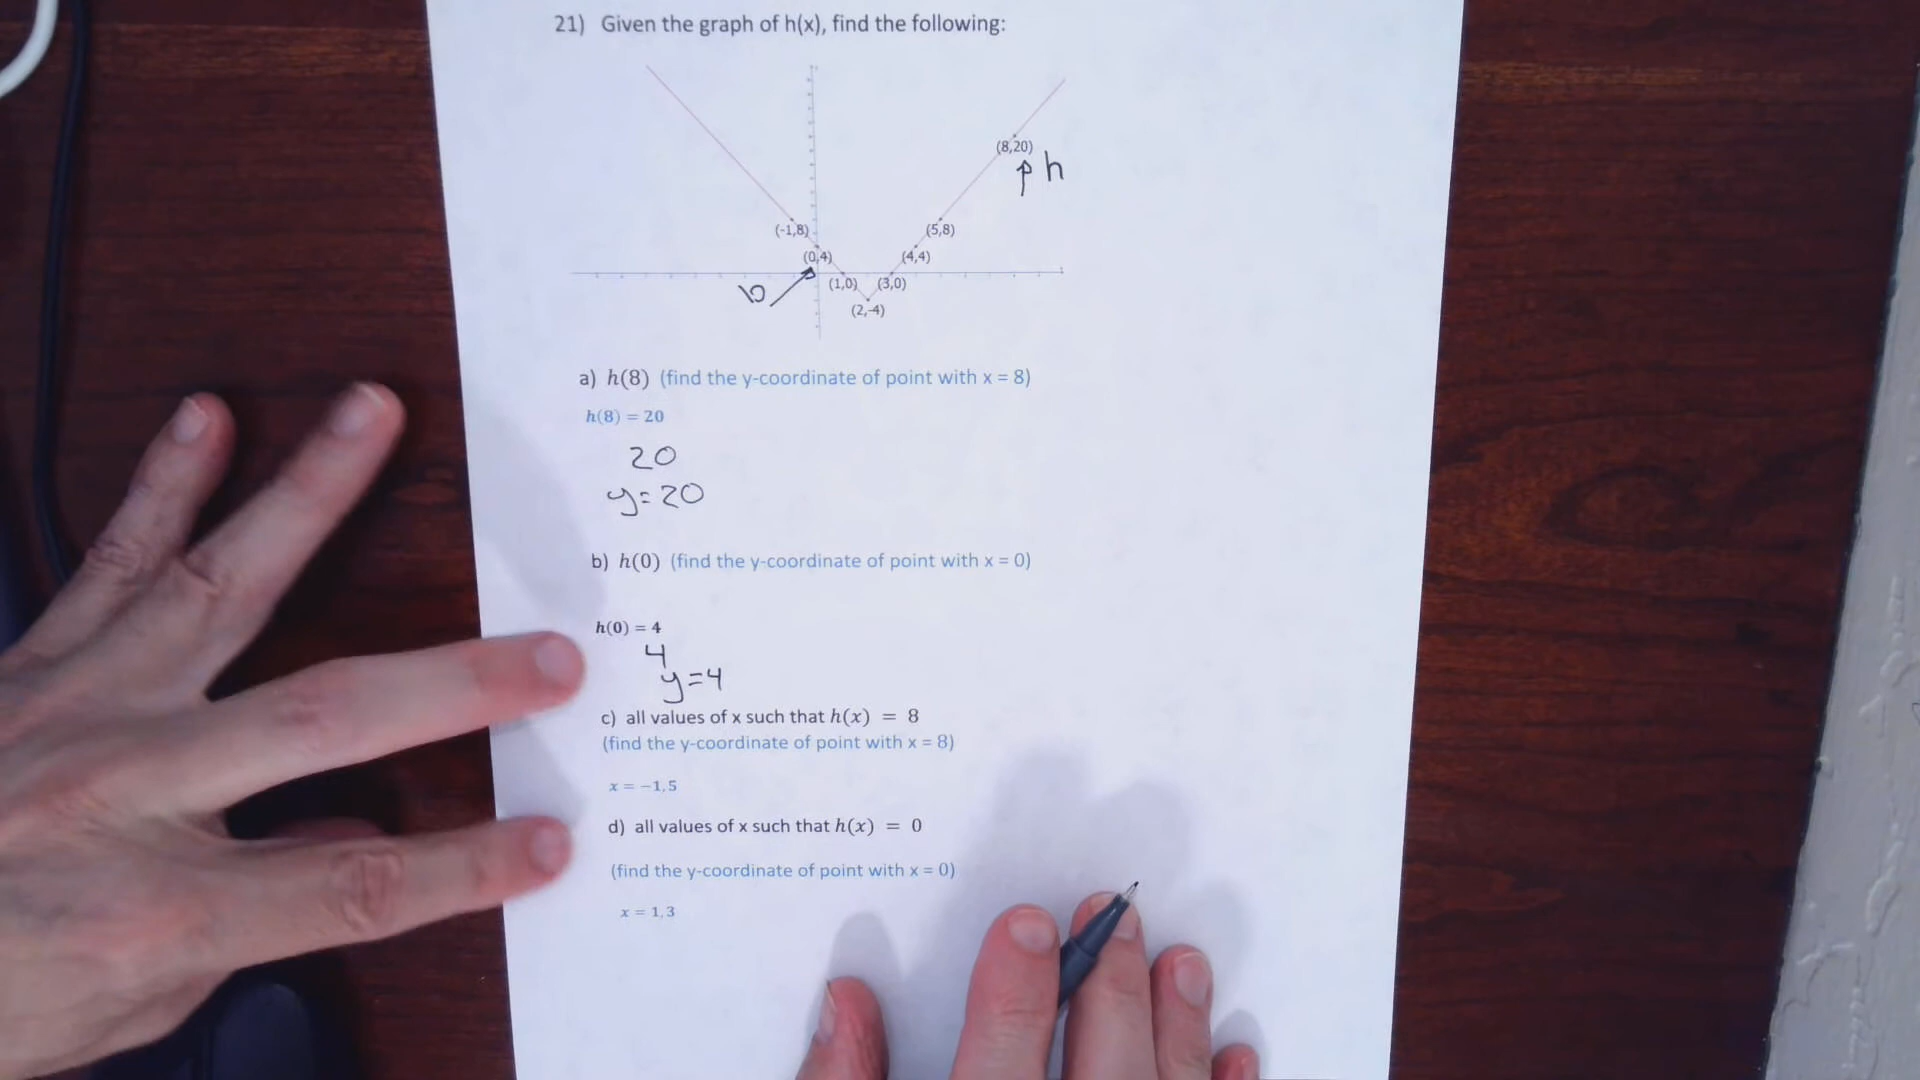 21) Given the graph of h(x), find the following:
(8,20)
h
(-1,8)
(5,8)
(0,4)
(4,4)
(1,0)
(3,0)
b
(2,-4)
a) h(8) (find the y-coordinate of point with x = 8)
h(8) = 20
20
y=20
b) h(0) (find the y-coordinate of point with x = 0)
h(0) = 4
4
y=4
c) all values of x such that h(x) = 8
(find the y-coordinate of point with x = 8)
x = −1,5
d) all values of x such that h(x) = 0
(find the y-coordinate of point with x = 0)
x = 1,3